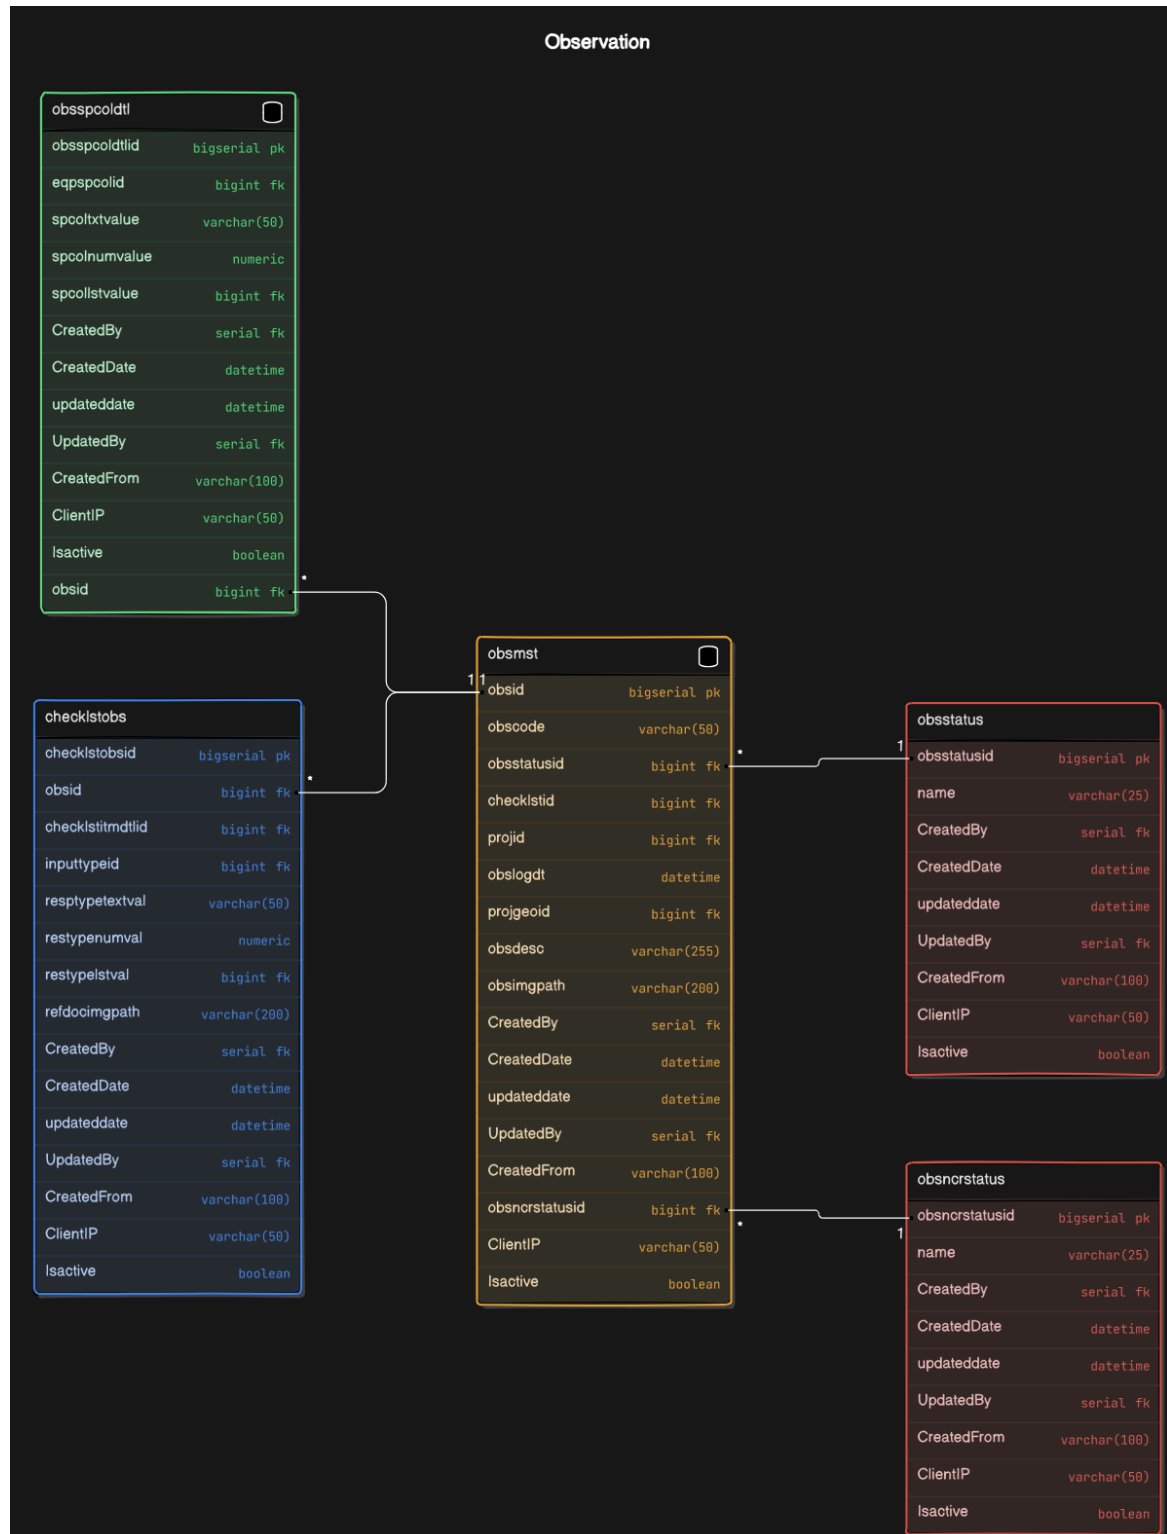 Observation
obsspcoldtl
obsspcoldtlid bigserial pk
eqpspcolid bigint fk
spcoltxtvalue varchar(50)
spcolnumvalue numeric
spcollstvalue bigint fk
CreatedBy serial fk
CreatedDate datetime
updateddate datetime
UpdatedBy serial fk
CreatedFrom varchar(100)
ClientIP varchar(50)
Isactive boolean
obsid bigint fk
*
checklstobs
checklstobsid bigserial pk
obsid bigint fk
*
checklstitmdtlid bigint fk
inputtypeid bigint fk
resptypetextval varchar(50)
restypenumval numeric
restypelstval bigint fk
refdocimgpath varchar(200)
CreatedBy serial fk
CreatedDate datetime
updateddate datetime
UpdatedBy serial fk
CreatedFrom varchar(100)
ClientIP varchar(50)
Isactive boolean
obsmst
1 1
obsid bigserial pk
obscode varchar(50)
obsstatusid bigint fk
*
checklstid bigint fk
projid bigint fk
obslogdt datetime
projgeoid bigint fk
obsdesc varchar(255)
obsimgpath varchar(200)
CreatedBy serial fk
CreatedDate datetime
updateddate datetime
UpdatedBy serial fk
CreatedFrom varchar(100)
obsncrstatusid bigint fk
*
ClientIP varchar(50)
Isactive boolean
obsstatus
1
obsstatusid bigserial pk
name varchar(25)
CreatedBy serial fk
CreatedDate datetime
updateddate datetime
UpdatedBy serial fk
CreatedFrom varchar(100)
ClientIP varchar(50)
Isactive boolean
obsncrstatus
obsncrstatusid bigserial pk
1
name varchar(25)
CreatedBy serial fk
CreatedDate datetime
updateddate datetime
UpdatedBy serial fk
CreatedFrom varchar(100)
ClientIP varchar(50)
Isactive boolean